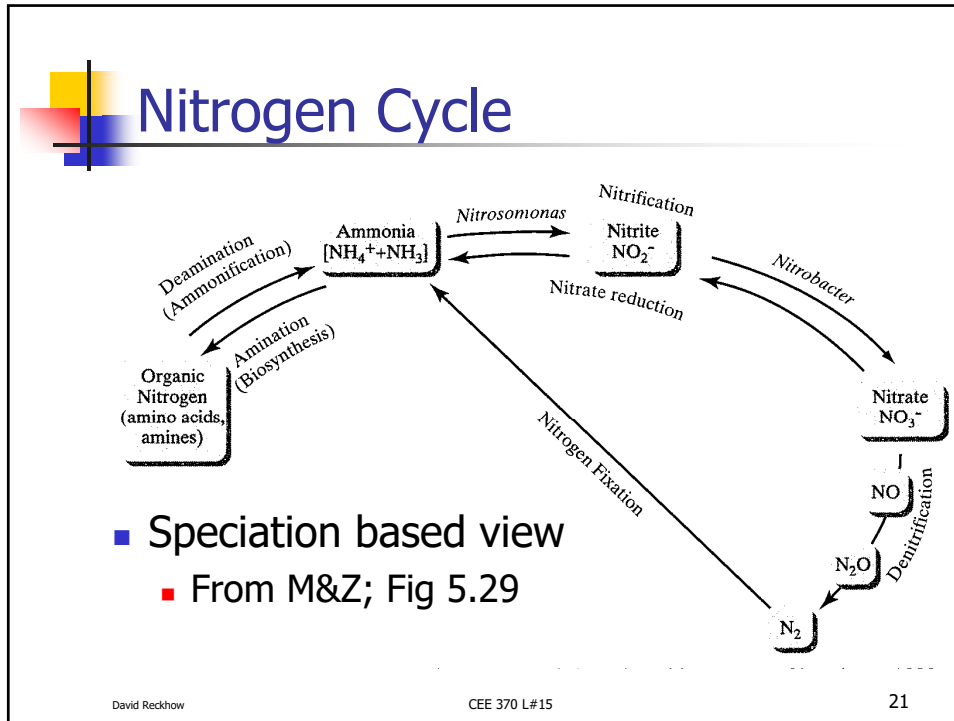 Nitrogen Cycle
Nitrification
Nitrosomonas
Ammonia
[NH₄⁺+NH₃]
Nitrite
NO₂⁻
Nitrate reduction
Nitrobacter
Deamination
(Ammonification)
Amination
(Biosynthesis)
Organic
Nitrogen
(amino acids,
amines)
Nitrate
NO₃⁻
Nitrogen Fixation
NO
N₂O
Denitrification
N₂
Speciation based view
From M&Z; Fig 5.29
David Reckhow
CEE 370 L#15
21